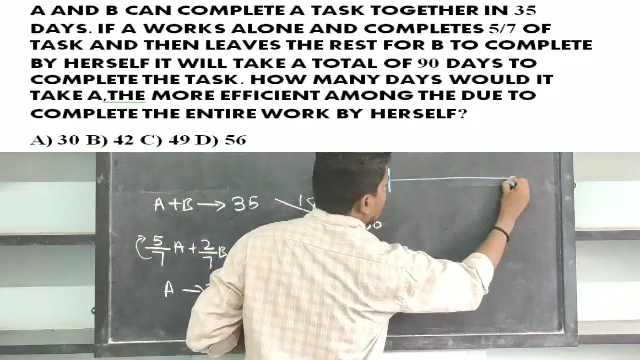 A AND B CAN COMPLETE A TASK TOGETHER IN 35
DAYS. IF A WORKS ALONE AND COMPLETES 5/7 OF
TASK AND THEN LEAVES THE REST FOR B TO COMPLETE
BY HERSELF IT WILL TAKE A TOTAL OF 90 DAYS TO
COMPLETE THE TASK. HOW MANY DAYS WOULD IT
TAKE A,THE MORE EFFICIENT AMONG THE DUE TO
COMPLETE THE ENTIRE WORK BY HERSELF?
A) 30 B) 42 C) 49 D) 56
A+B → 35
5/7 A + 2/7 B
A →